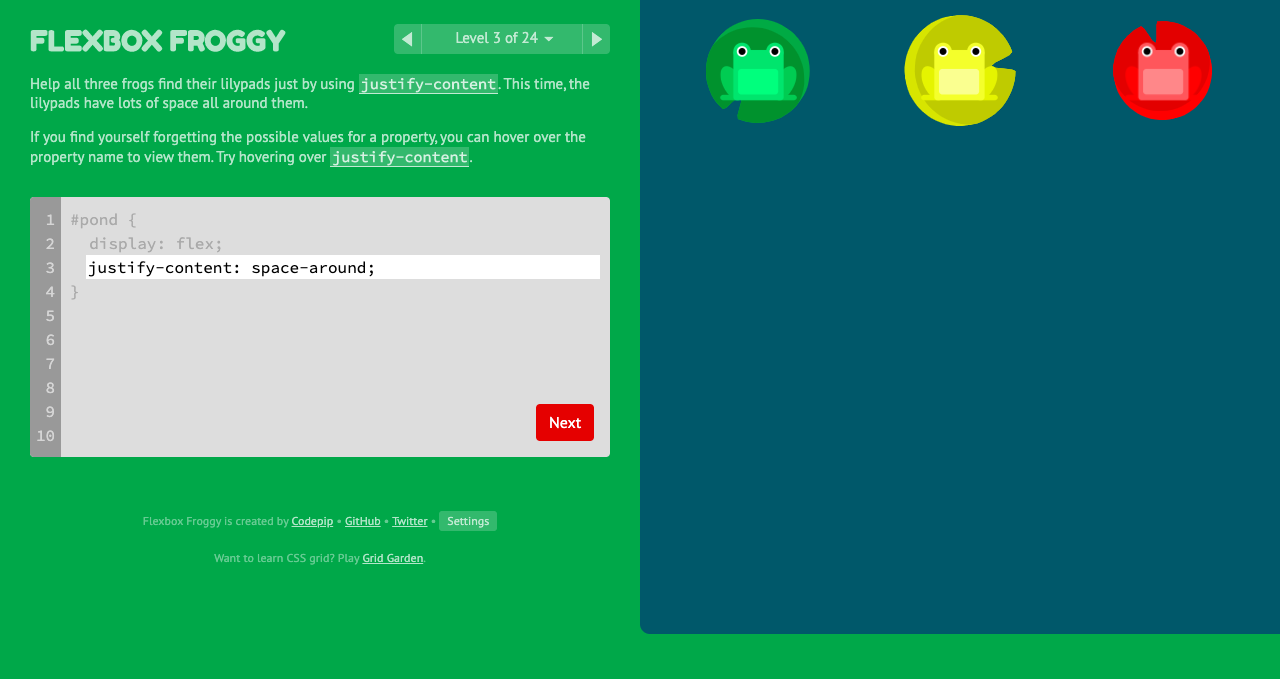 FLEXBOX FROGGY
Level 3 of 24
Help all three frogs find their lilypads just by using justify-content. This time, the
lilypads have lots of space all around them.
If you find yourself forgetting the possible values for a property, you can hover over the
property name to view them. Try hovering over justify-content.
1 #pond {
2 display: flex;
3 justify-content: space-around;
4 }
5
6
7
8
9
10
Next
Flexbox Froggy is created by Codepip • GitHub • Twitter • Settings
Want to learn CSS grid? Play Grid Garden.